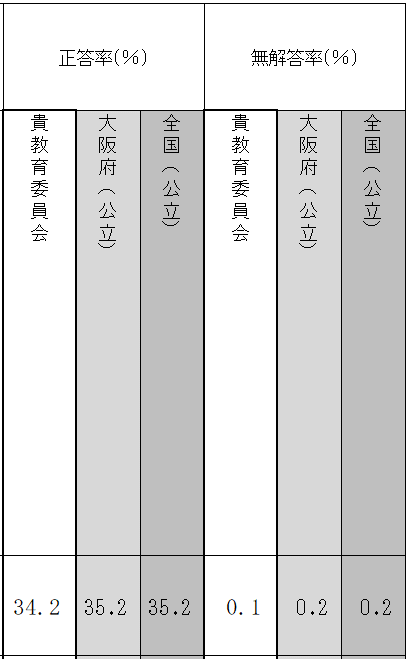 正答率(％)
無解答率(％)
貴教育委員会
大阪府(公立)
全国(公立)
貴教育委員会
大阪府(公立)
全国(公立)
34.2
35.2
35.2
0.1
0.2
0.2